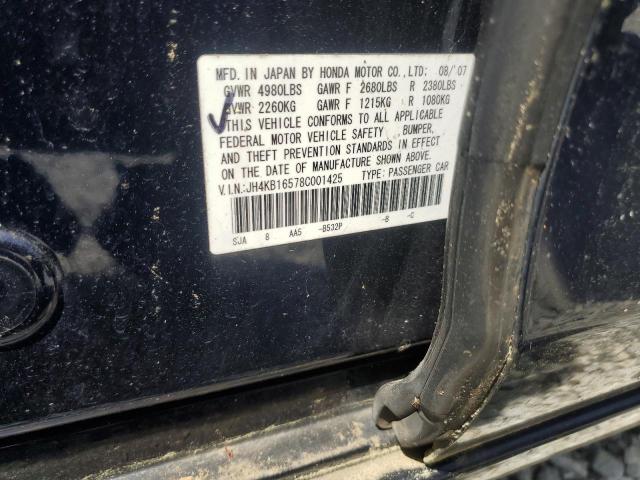 MFD. IN JAPAN BY HONDA MOTOR CO.,LTD: 08/'07
GVWR 4980LBS GAWR F 2680LBS R 2380LBS
GVWR 2260KG GAWR F 1215KG R 1080KG
THIS VEHICLE CONFORMS TO ALL APPLICABLE
FEDERAL MOTOR VEHICLE SAFETY, BUMPER,
AND THEFT PREVENTION STANDARDS IN EFFECT
ON THE DATE OF MANUFACTURE SHOWN ABOVE.
V.I.N.:JH4KB16578C001425 TYPE: PASSENGER CAR
SJA 8 AA5 -B532P -B -C